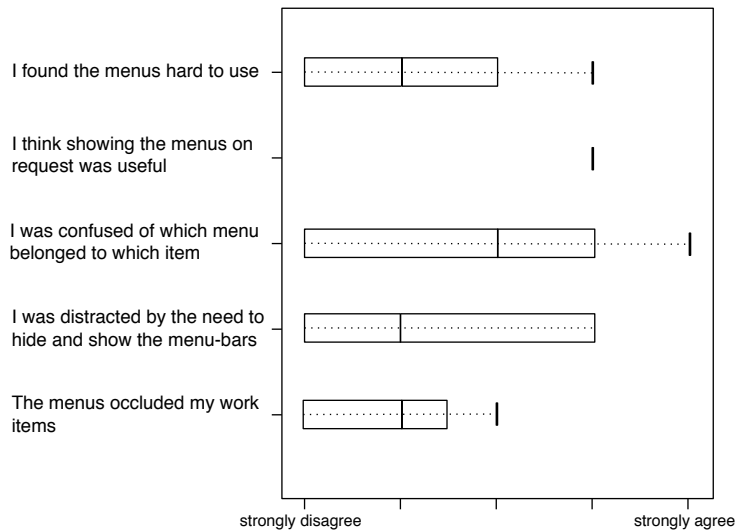 I found the menus hard to use
I think showing the menus on
request was useful
I was confused of which menu
belonged to which item
I was distracted by the need to
hide and show the menu-bars
The menus occluded my work
items
strongly disagree
strongly agree